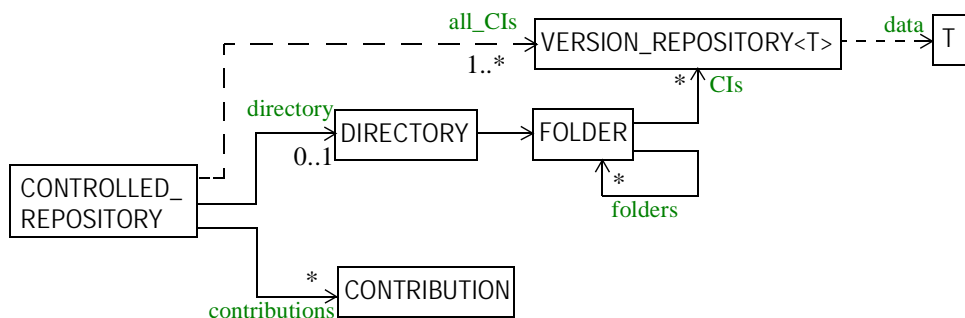 all_CIs
data
VERSION_REPOSITORY<T>
T
1..*
*
CIs
directory
DIRECTORY
FOLDER
0..1
CONTROLLED_
REPOSITORY
*
folders
*
CONTRIBUTION
contributions